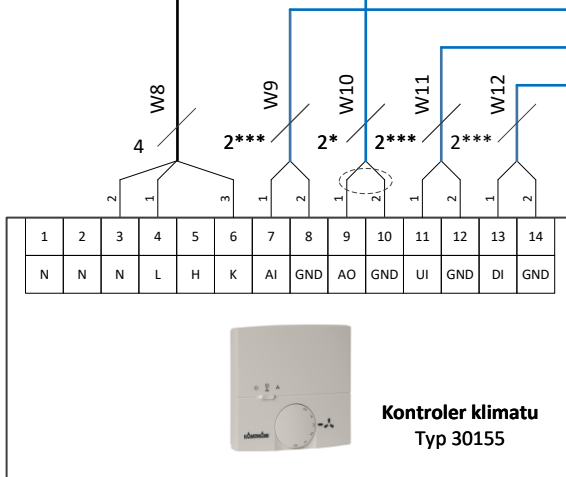 W8
W9
W10
W11
W12
4
2***
2*
2***
2***
2
1
3
1
2
1
2
1
2
1
2
1 2 3 4 5 6 7 8 9 10 11 12 13 14
N N N L H K AI GND AO GND UI GND DI GND
Kontroler klimatu
Typ 30155